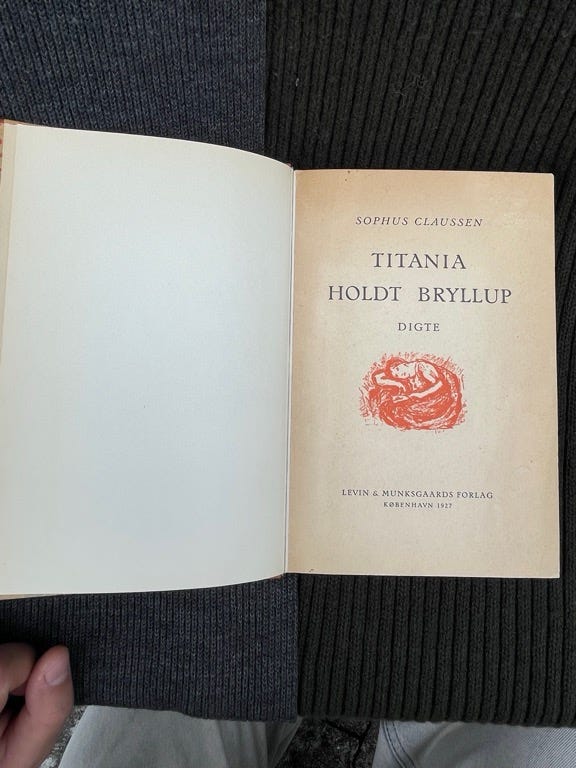 SOPHUS CLAUSSEN
TITANIA
HOLDT BRYLLUP
DIGTE
LEVIN & MUNKSGAARDS FORLAG
KØBENHAVN 1927